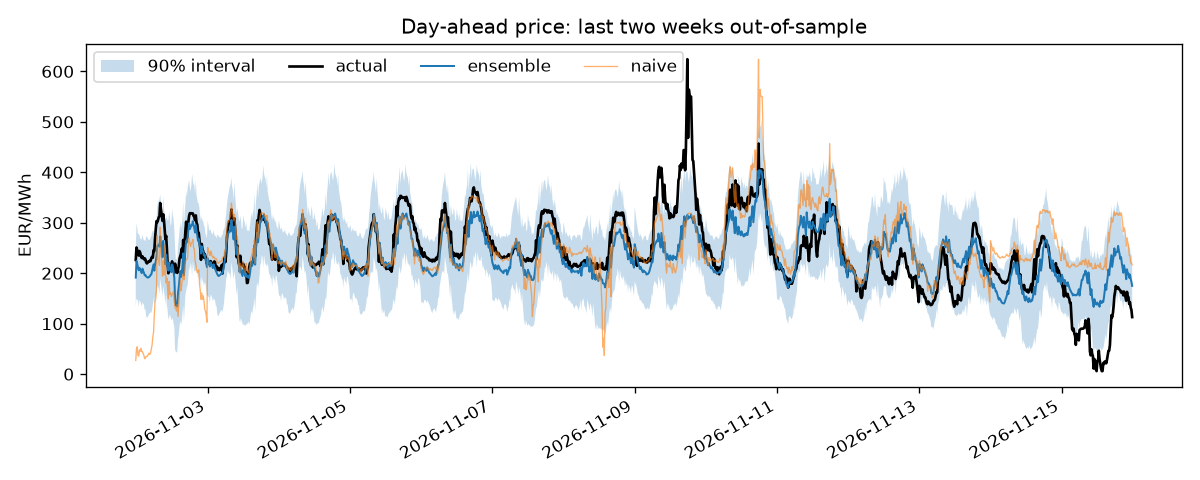 Day-ahead price: last two weeks out-of-sample
90% interval actual ensemble naive
EUR/MWh
600
500
400
300
200
100
0
2026-11-03 2026-11-05 2026-11-07 2026-11-09 2026-11-11 2026-11-13 2026-11-15